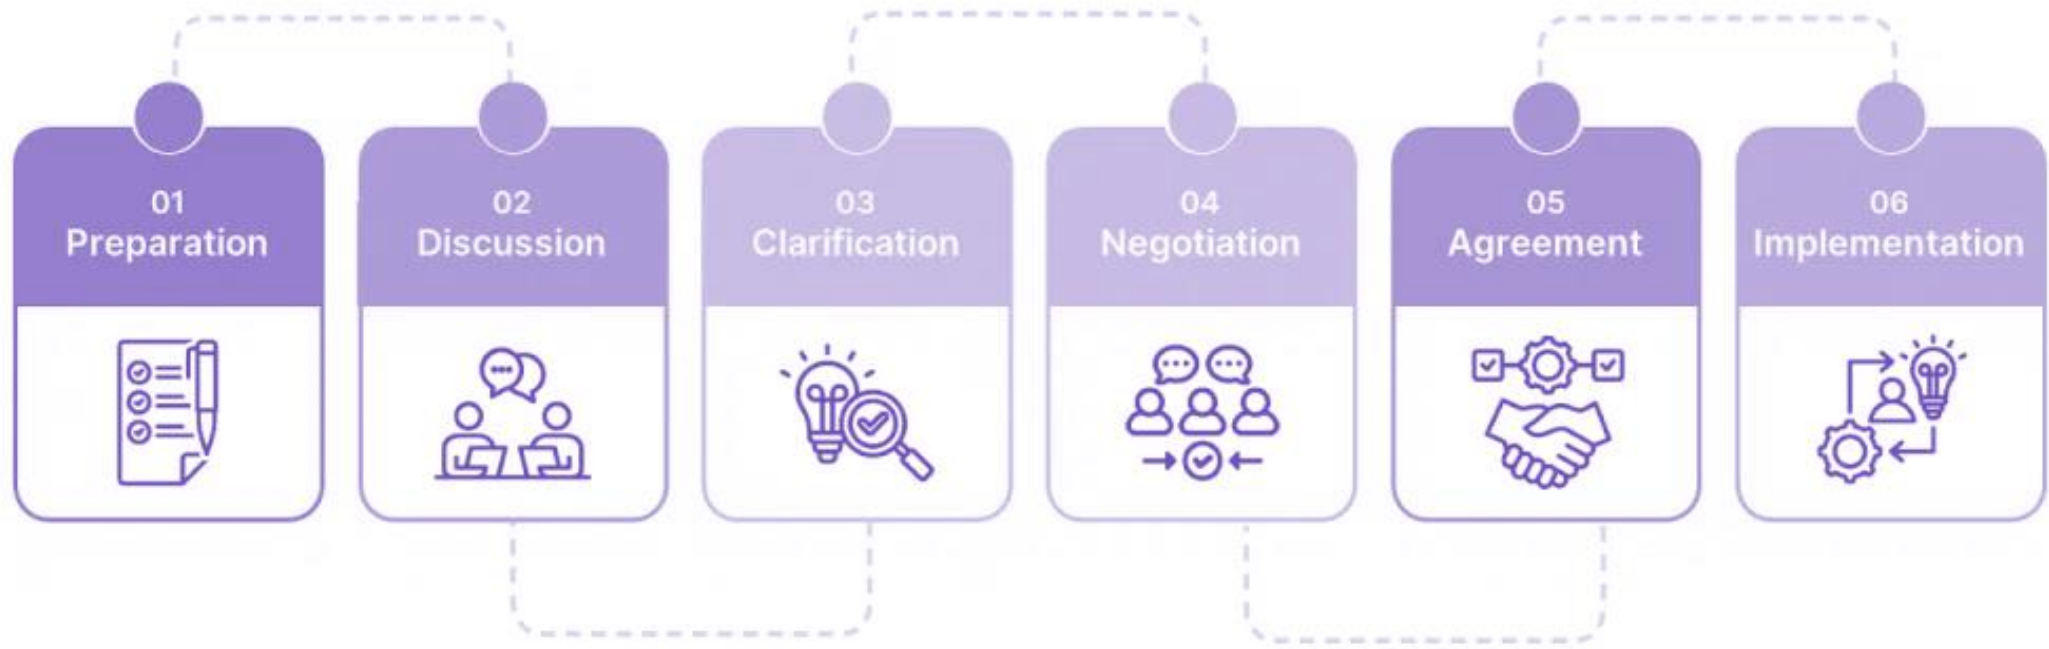 01
Preparation
02
Discussion
03
Clarification
04
Negotiation
05
Agreement
06
Implementation